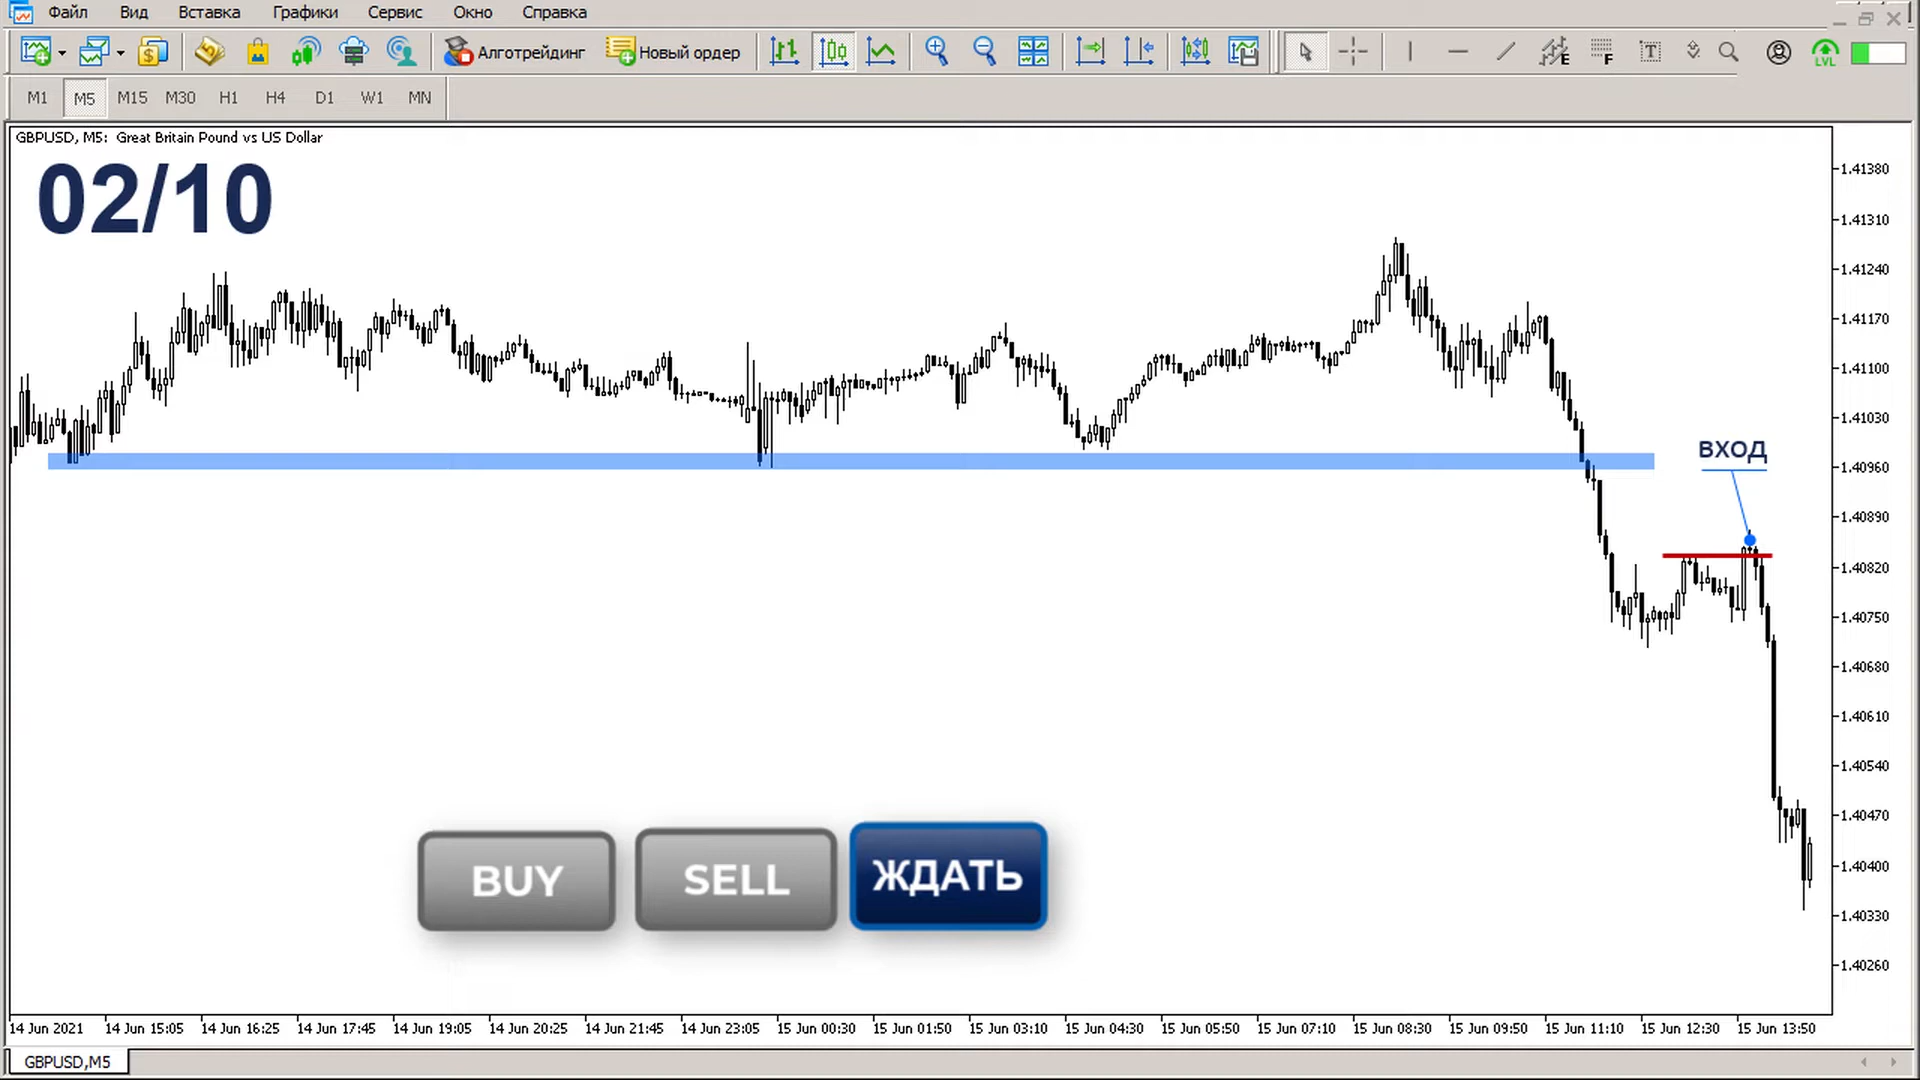 Файл Вид Вставка Графики Сервис Окно Справка
Алготрейдинг Новый ордер E F T LVL
M1 M5 M15 M30 H1 H4 D1 W1 MN
GBPUSD, M5: Great Britain Pound vs US Dollar
02/10
1.41380
1.41310
1.41240
1.41170
1.41100
1.41030
ВХОД
1.40960
1.40890
1.40820
1.40750
1.40680
1.40610
1.40540
1.40470
BUY SELL ЖДАТЬ
1.40400
1.40330
1.40260
14 Jun 2021 14 Jun 15:05 14 Jun 16:25 14 Jun 17:45 14 Jun 19:05 14 Jun 20:25 14 Jun 21:45 14 Jun 23:05 15 Jun 00:30 15 Jun 01:50 15 Jun 03:10 15 Jun 04:30 15 Jun 05:50 15 Jun 07:10 15 Jun 08:30 15 Jun 09:50 15 Jun 11:10 15 Jun 12:30 15 Jun 13:50
GBPUSD,M5